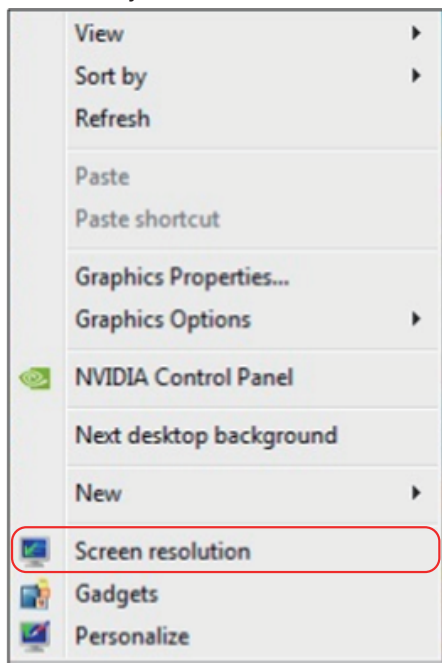 View
Sort by
Refresh
Paste
Paste shortcut
Graphics Properties...
Graphics Options
NVIDIA Control Panel
Next desktop background
New
Screen resolution
Gadgets
Personalize